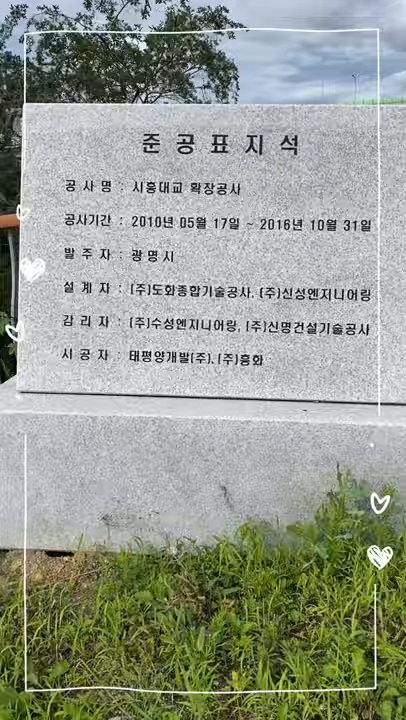 준공표지석
공 사 명 : 시흥대교 확장공사
공사기간 : 2010년 05월 17일 ~ 2016년 10월 31일
발 주 자 : 광명시
설 계 자 : (주)도화종합기술공사, (주)신성엔지니어링
감 리 자 : (주)수성엔지니어링, (주)신명건설기술공사
시 공 자 : 태평양개발(주), (주)흥화